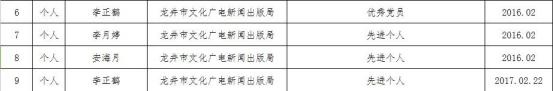 6 个人 李正鹤 龙井市文化广电新闻出版局 优秀党员 2016.02
7 个人 李月婷 龙井市文化广电新闻出版局 先进个人 2016.02
8 个人 安海月 龙井市文化广电新闻出版局 先进个人 2016.02
9 个人 李正鹤 龙井市文化广电新闻出版局 先进个人 2017.02.22